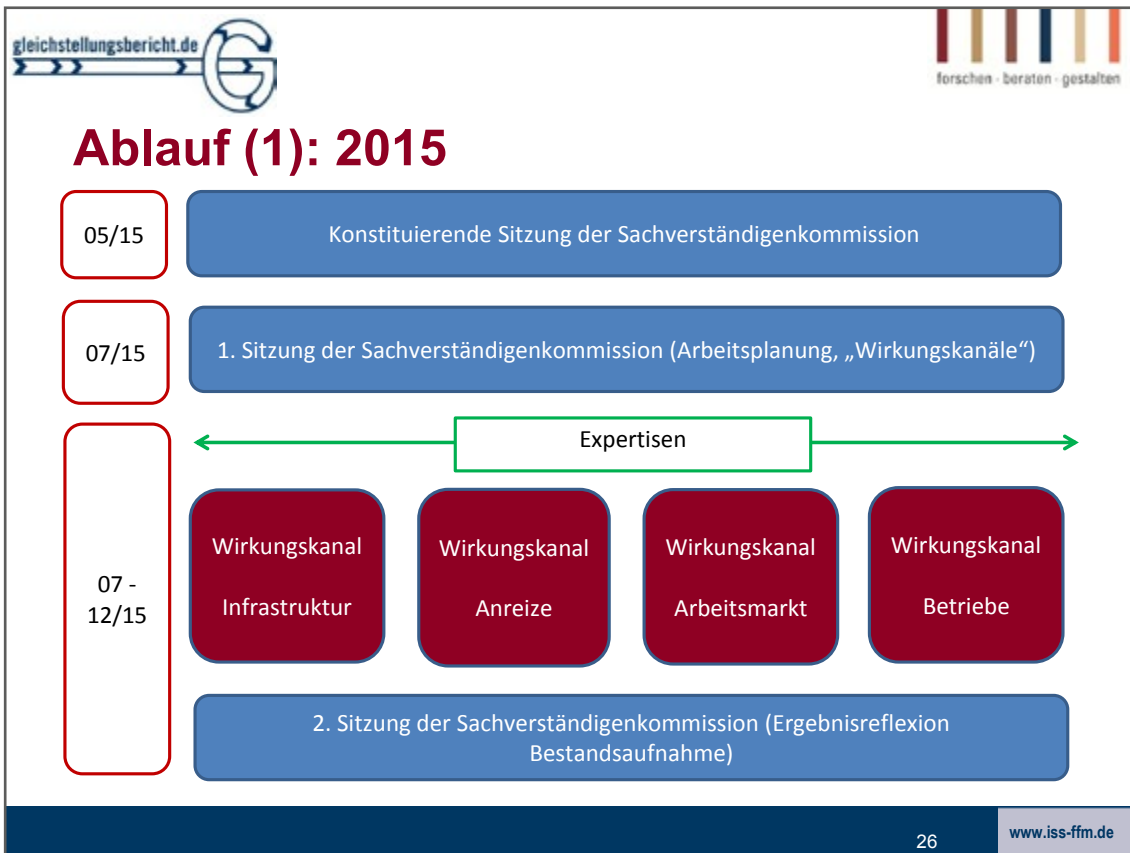 gleichstellungsbericht.de
forschen · beraten · gestalten
Ablauf (1): 2015
05/15
Konstituierende Sitzung der Sachverständigenkommission
07/15
1. Sitzung der Sachverständigenkommission (Arbeitsplanung, „Wirkungskanäle“)
07 -
12/15
Expertisen
Wirkungskanal
Infrastruktur
Wirkungskanal
Anreize
Wirkungskanal
Arbeitsmarkt
Wirkungskanal
Betriebe
2. Sitzung der Sachverständigenkommission (Ergebnisreflexion
Bestandsaufnahme)
26
www.iss-ffm.de